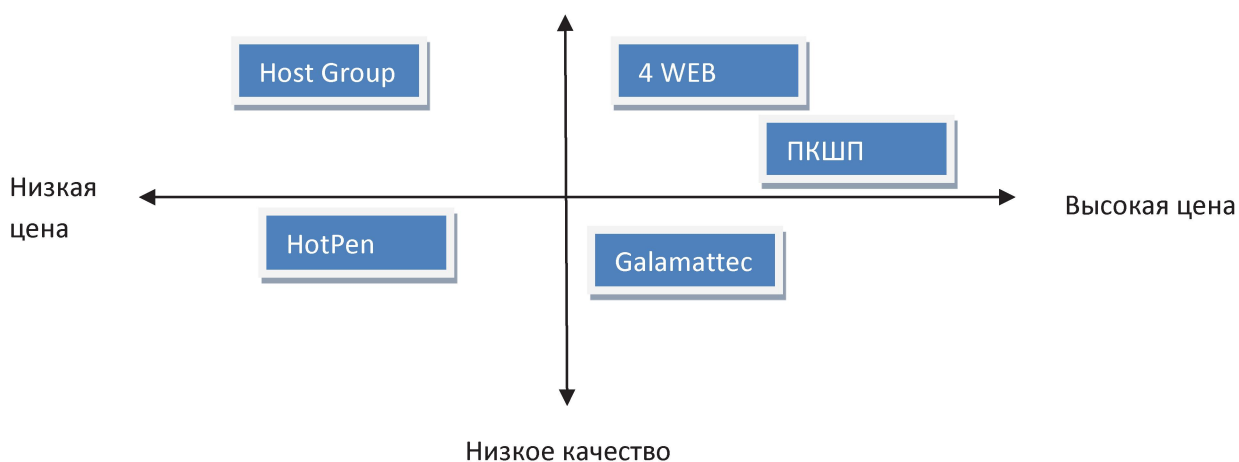 Host Group
4 WEB
ПКШП
Низкая
цена
Высокая цена
HotPen
Galamattec
Низкое качество